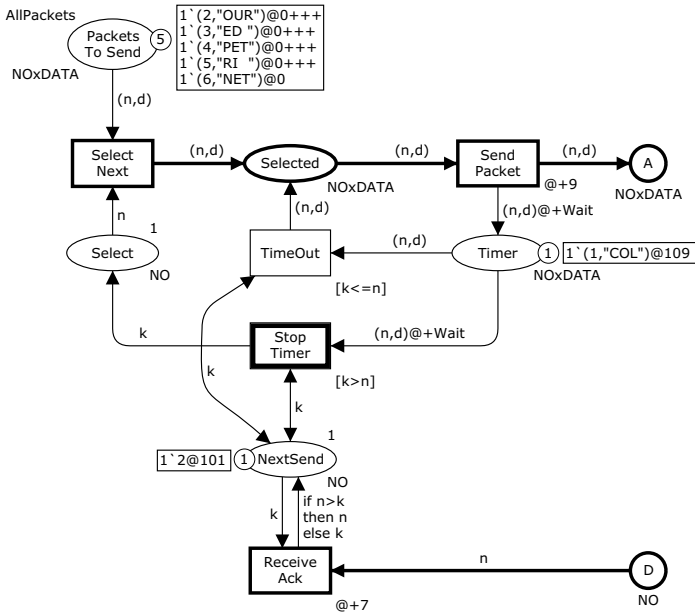 AllPackets
Packets
To Send
5
1`(2,"OUR")@0+++
1`(3,"ED ")@0+++
1`(4,"PET")@0+++
1`(5,"RI  ")@0+++
1`(6,"NET")@0
NOxDATA
(n,d)
Select
Next
(n,d)
Selected
NOxDATA
(n,d)
Send
Packet
@+9
(n,d)
A
NOxDATA
n
(n,d)
(n,d)@+Wait
1
Select
NO
TimeOut
[k<=n]
(n,d)
Timer
1
1`(1,"COL")@109
NOxDATA
k
Stop
Timer
[k>n]
(n,d)@+Wait
k
k
1
1`2@101
1
NextSend
NO
k
if n>k
then n
else k
Receive
Ack
@+7
n
D
NO